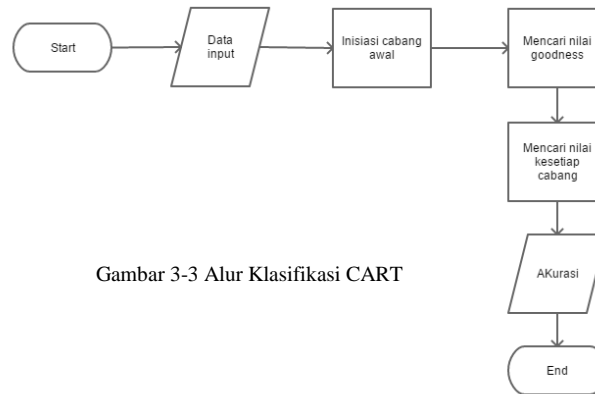 Start
Data
input
Inisiasi cabang
awal
Mencari nilai
goodness
Mencari nilai
kesetiap
cabang
AKurasi
End
Gambar 3-3 Alur Klasifikasi CART